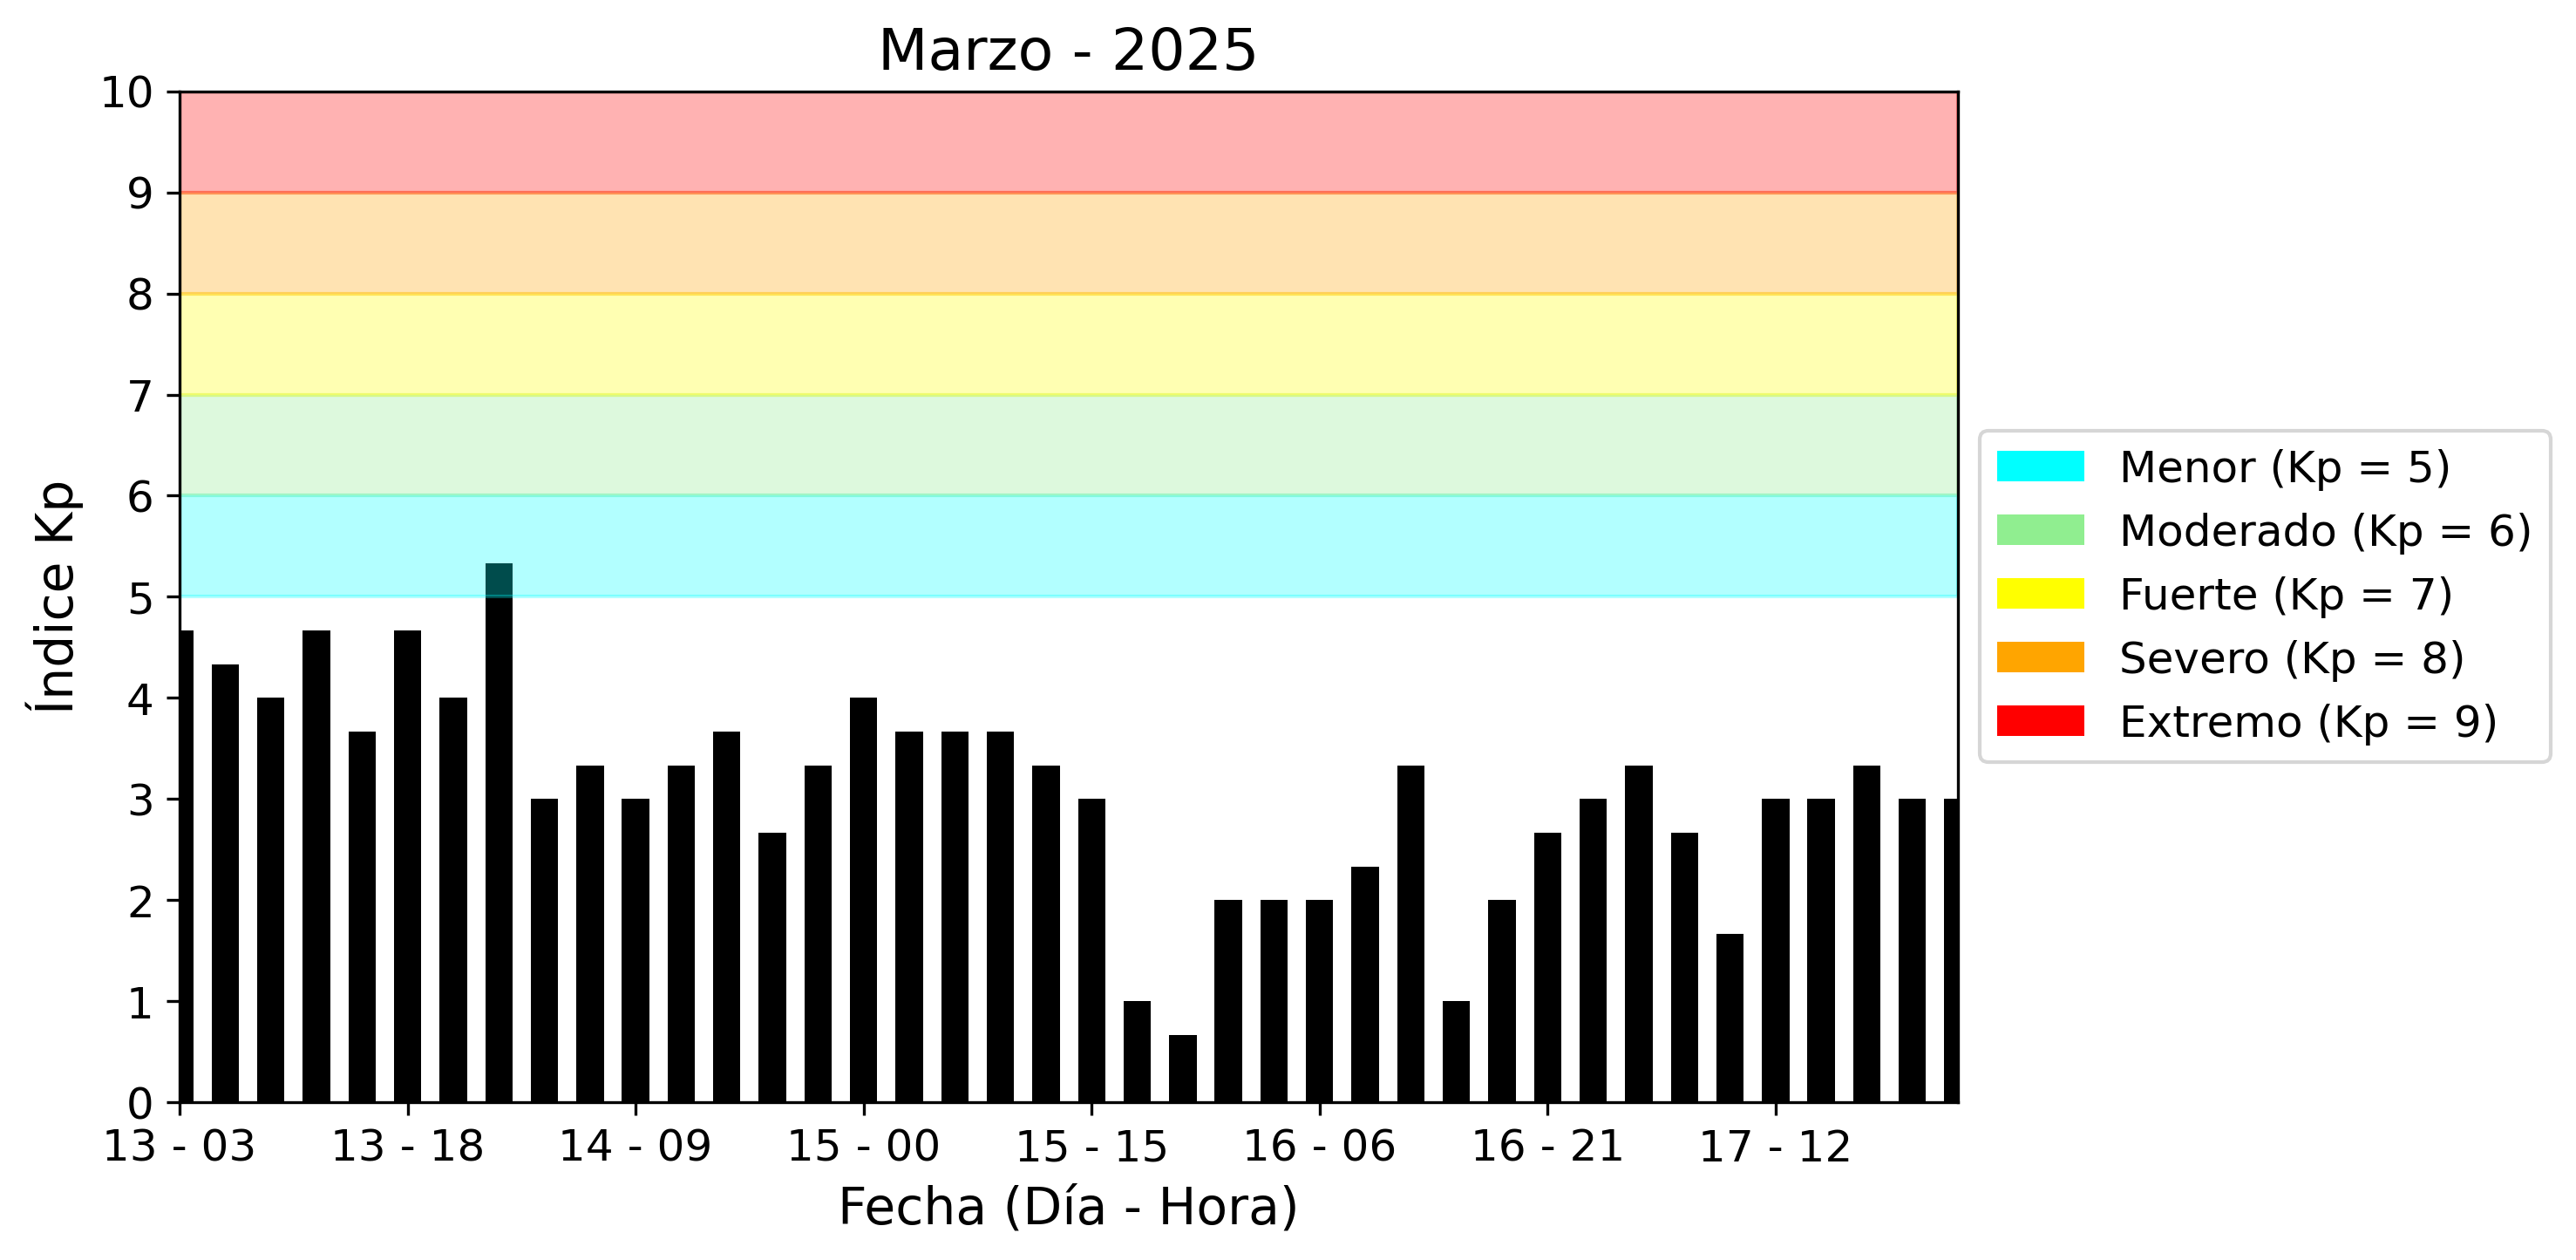 Marzo - 2025
10
9
8
7
6
5
4
3
2
1
0
Índice Kp
13 - 03
13 - 18
14 - 09
15 - 00
15 - 15
16 - 06
16 - 21
17 - 12
Fecha (Día - Hora)
Menor (Kp = 5)
Moderado (Kp = 6)
Fuerte (Kp = 7)
Severo (Kp = 8)
Extremo (Kp = 9)